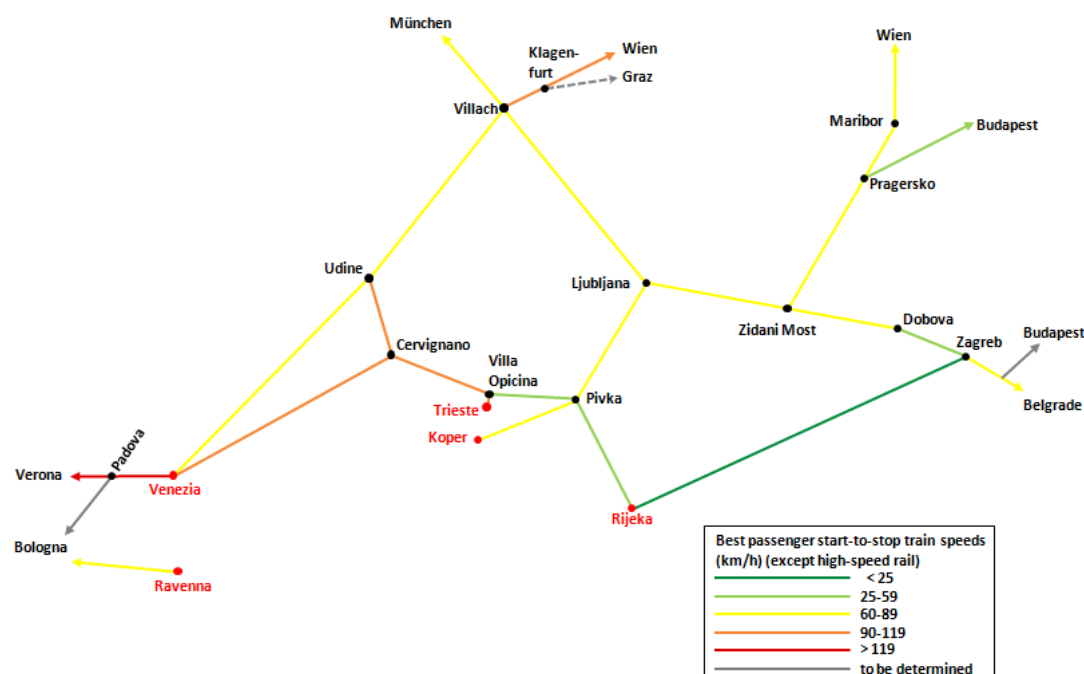 München
Klagen-
furt
Wien
Graz
Villach
Wien
Maribor
Budapest
Pragersko
Udine
Ljubljana
Zidani Most
Dobova
Zagreb
Budapest
Belgrade
Cervignano
Villa
Opicina
Trieste
Pivka
Koper
Padova
Verona
Venezia
Rijeka
Bologna
Ravenna
Best passenger start-to-stop train speeds
(km/h) (except high-speed rail)
< 25
25-59
60-89
90-119
> 119
to be determined